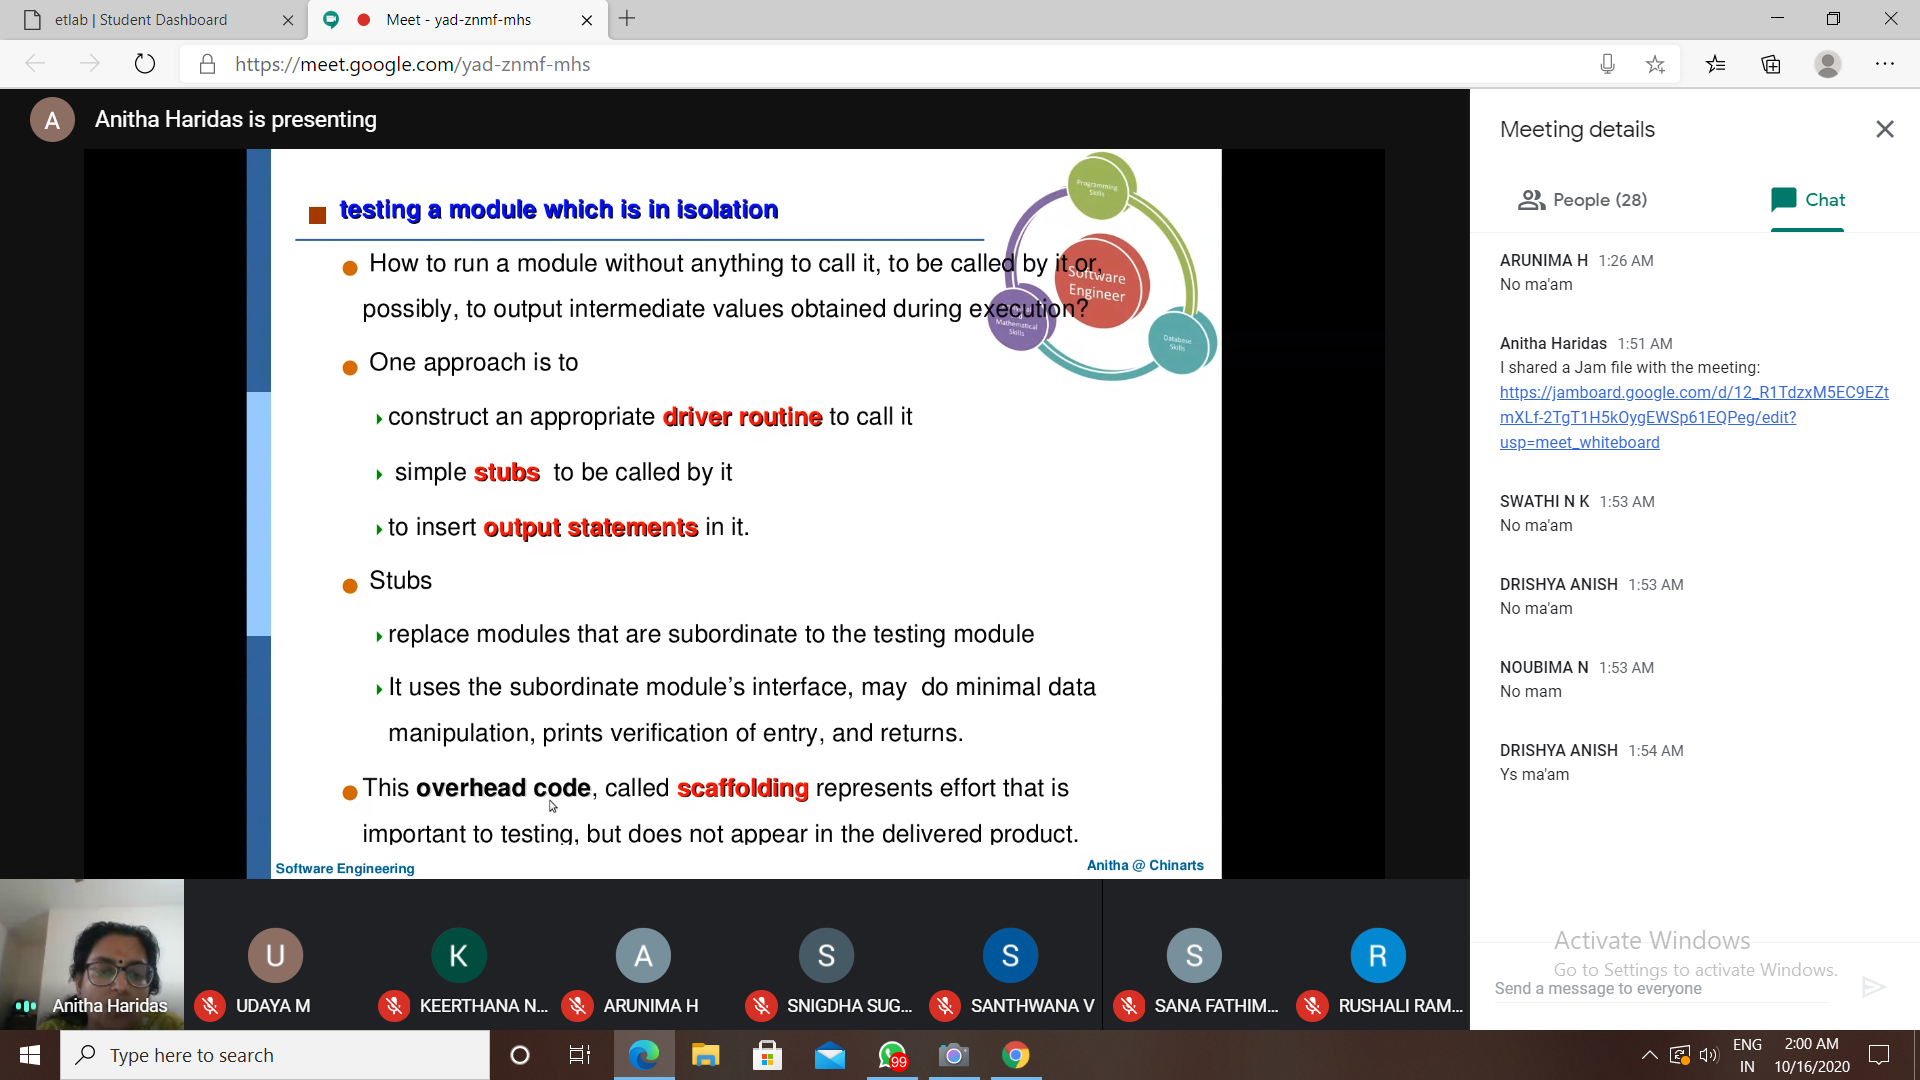 etlab | Student Dashboard
Meet - yad-znmf-mhs
https://meet.google.com/yad-znmf-mhs
A
Anitha Haridas is presenting
testing a module which is in isolation
How to run a module without anything to call it, to be called by it or,
possibly, to output intermediate values obtained during execution?
One approach is to
construct an appropriate driver routine to call it
simple stubs to be called by it
to insert output statements in it.
Stubs
replace modules that are subordinate to the testing module
It uses the subordinate module’s interface, may do minimal data
manipulation, prints verification of entry, and returns.
This overhead code, called scaffolding represents effort that is
important to testing, but does not appear in the delivered product.
Programming
Skills
Software
Engineer
Mathematical
Skills
Database
Skills
Software Engineering
Anitha @ Chinarts
Meeting details
People (28)
Chat
ARUNIMA H 1:26 AM
No ma'am
Anitha Haridas 1:51 AM
I shared a Jam file with the meeting:
https://jamboard.google.com/d/12_R1TdzxM5EC9EZt
mXLf-2TgT1H5kOygEWSp61EQPeg/edit?
usp=meet_whiteboard
SWATHI N K 1:53 AM
No ma'am
DRISHYA ANISH 1:53 AM
No ma'am
NOUBIMA N 1:53 AM
No mam
DRISHYA ANISH 1:54 AM
Ys ma'am
Activate Windows
Go to Settings to activate Windows.
Send a message to everyone
Anitha Haridas
U
UDAYA M
K
KEERTHANA N...
A
ARUNIMA H
S
SNIGDHA SUG...
S
SANTHWANA V
S
SANA FATHIM...
R
RUSHALI RAM...
Type here to search
99
ENG
IN
2:00 AM
10/16/2020